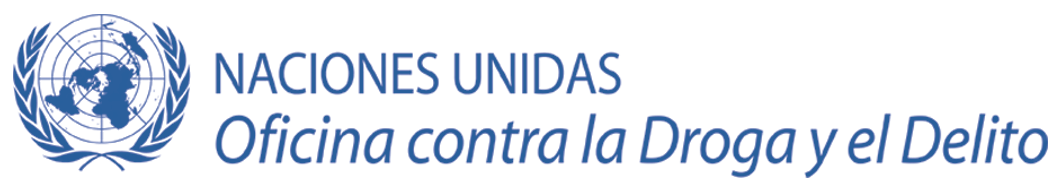 NACIONES UNIDAS
Oficina contra la Droga y el Delito